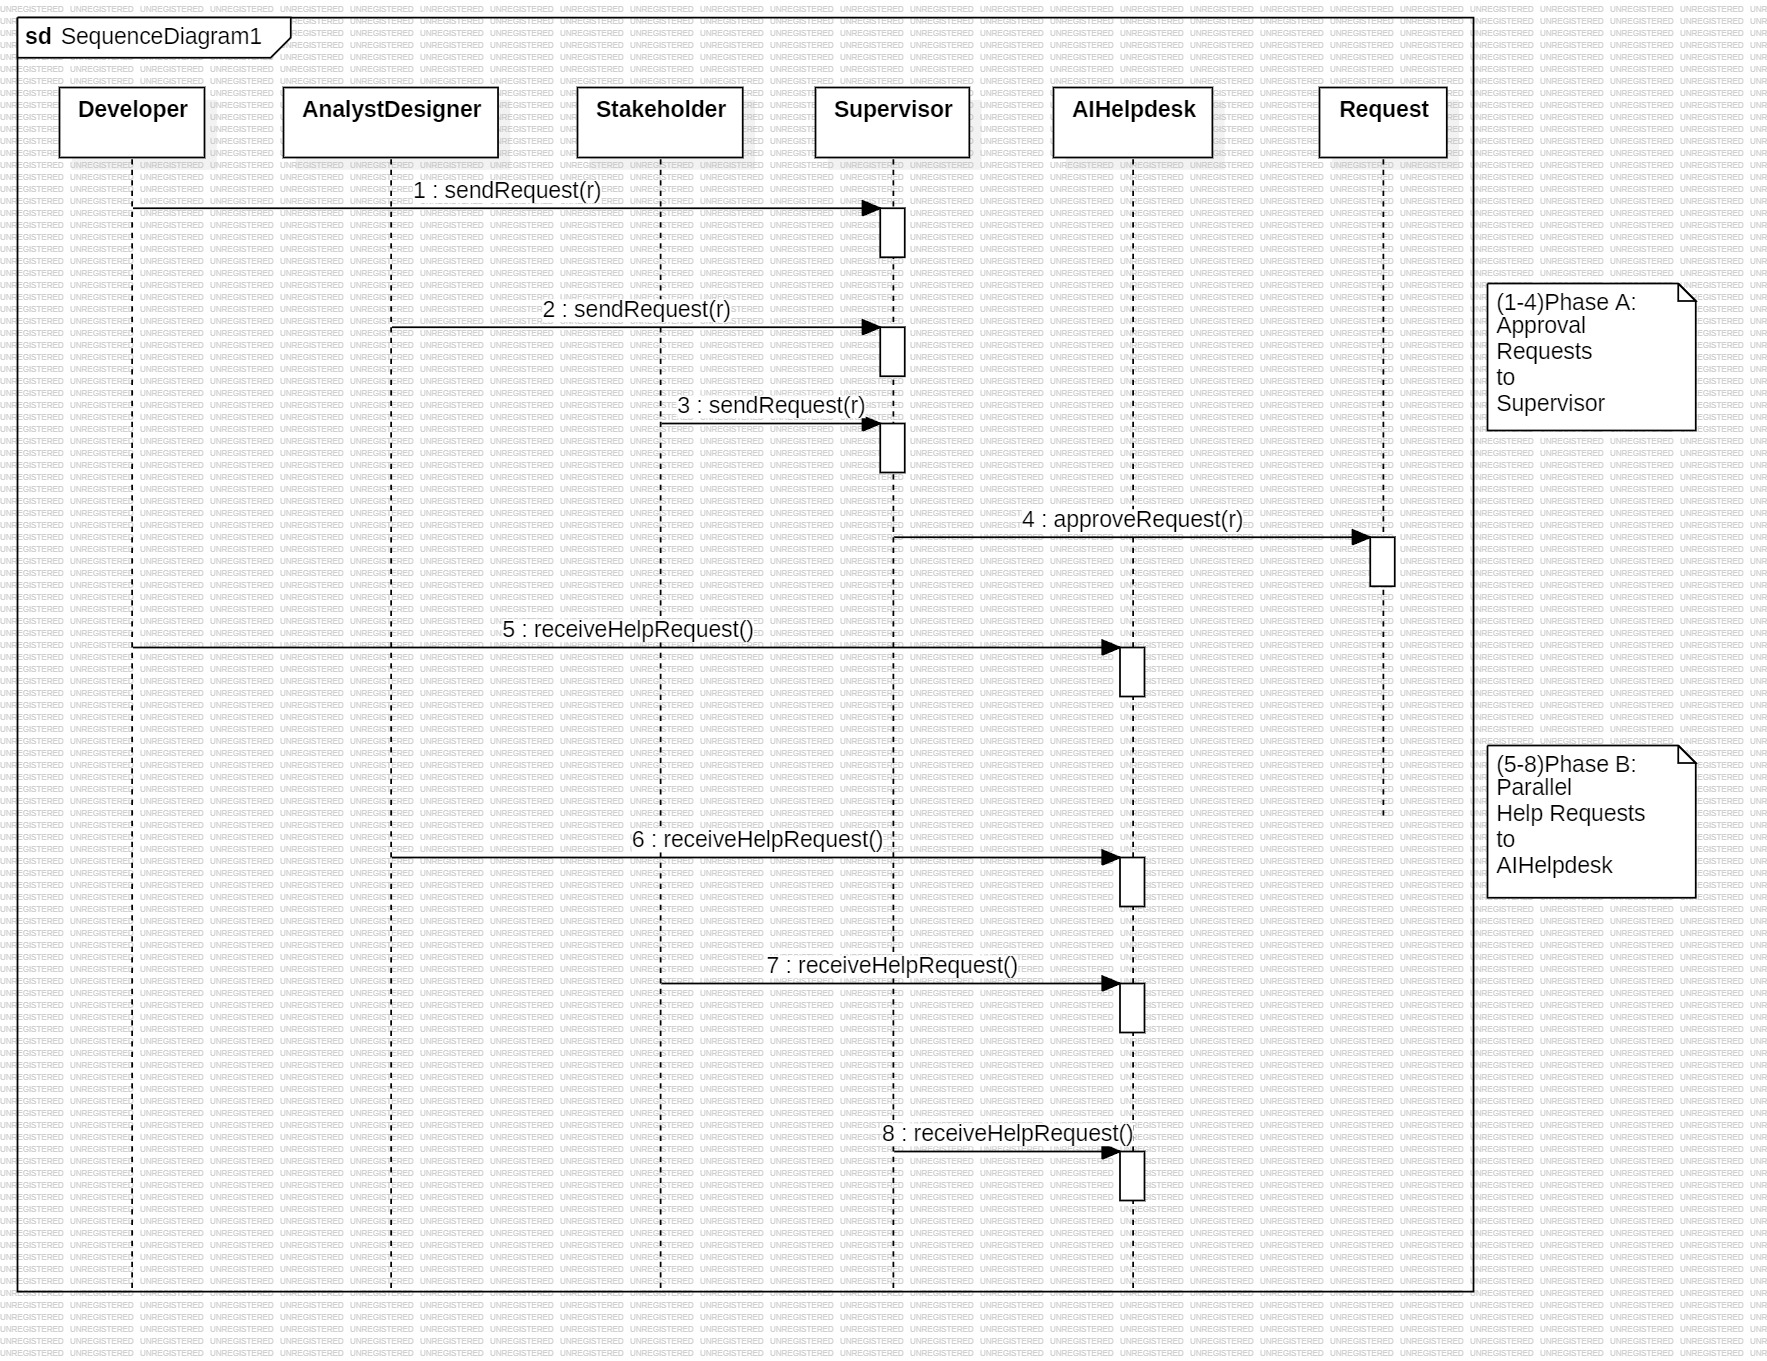 sd SequenceDiagram1
Developer
AnalystDesigner
Stakeholder
Supervisor
AIHelpdesk
Request
1 : sendRequest(r)
2 : sendRequest(r)
(1-4)Phase A:
Approval
Requests
to
Supervisor
3 : sendRequest(r)
4 : approveRequest(r)
5 : receiveHelpRequest()
(5-8)Phase B:
Parallel
Help Requests
to
AIHelpdesk
6 : receiveHelpRequest()
7 : receiveHelpRequest()
8 : receiveHelpRequest()
UNREGISTERED